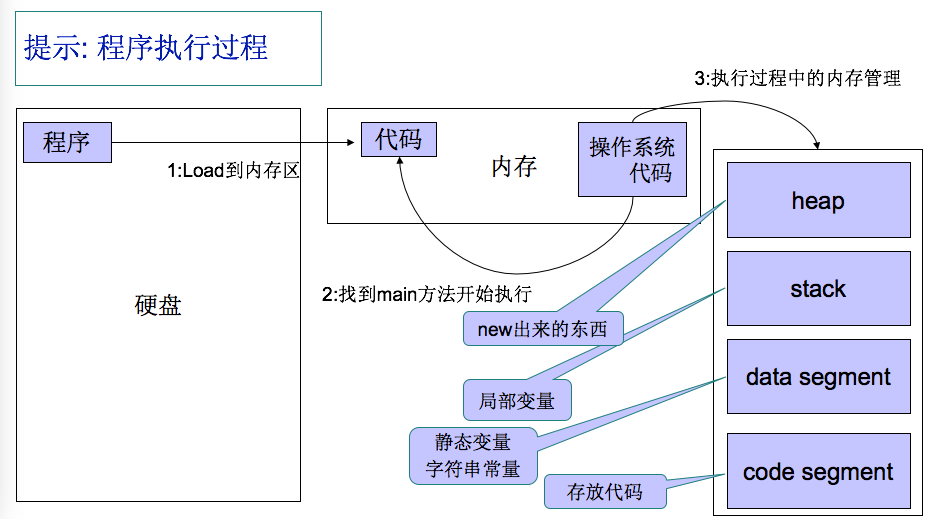 提示: 程序执行过程
3:执行过程中的内存管理
程序
代码
操作系统
代码
内存
1:Load到内存区
heap
stack
硬盘
2:找到main方法开始执行
new出来的东西
data segment
局部变量
静态变量
字符串常量
code segment
存放代码